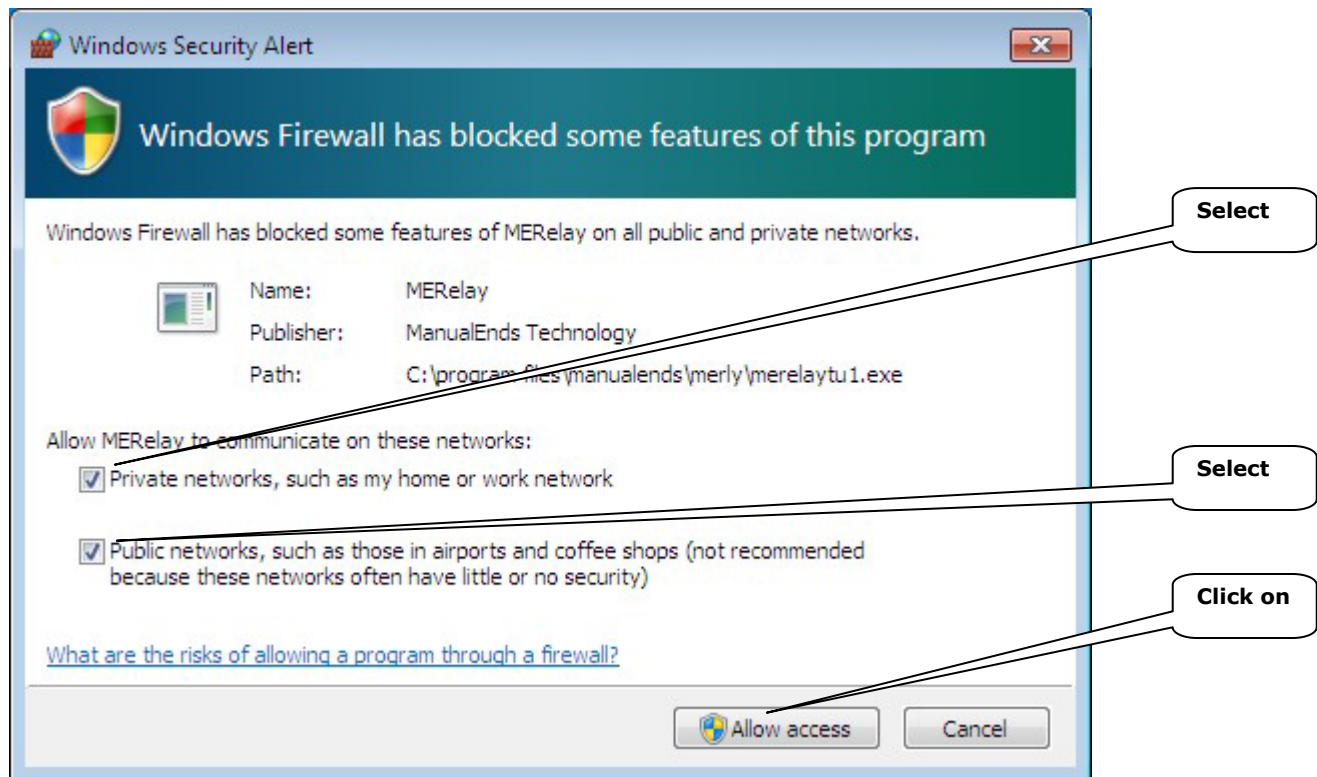 Windows Security Alert
Windows Firewall has blocked some features of this program
Select
Windows Firewall has blocked some features of MERelay on all public and private networks.
Name: MERelay
Publisher: ManualEnds Technology
Path: C:\program files\manualends\merly\merelaytu1.exe
Allow MERelay to communicate on these networks:
Private networks, such as my home or work network
Select
Public networks, such as those in airports and coffee shops (not recommended
because these networks often have little or no security)
Click on
What are the risks of allowing a program through a firewall?
Allow access Cancel